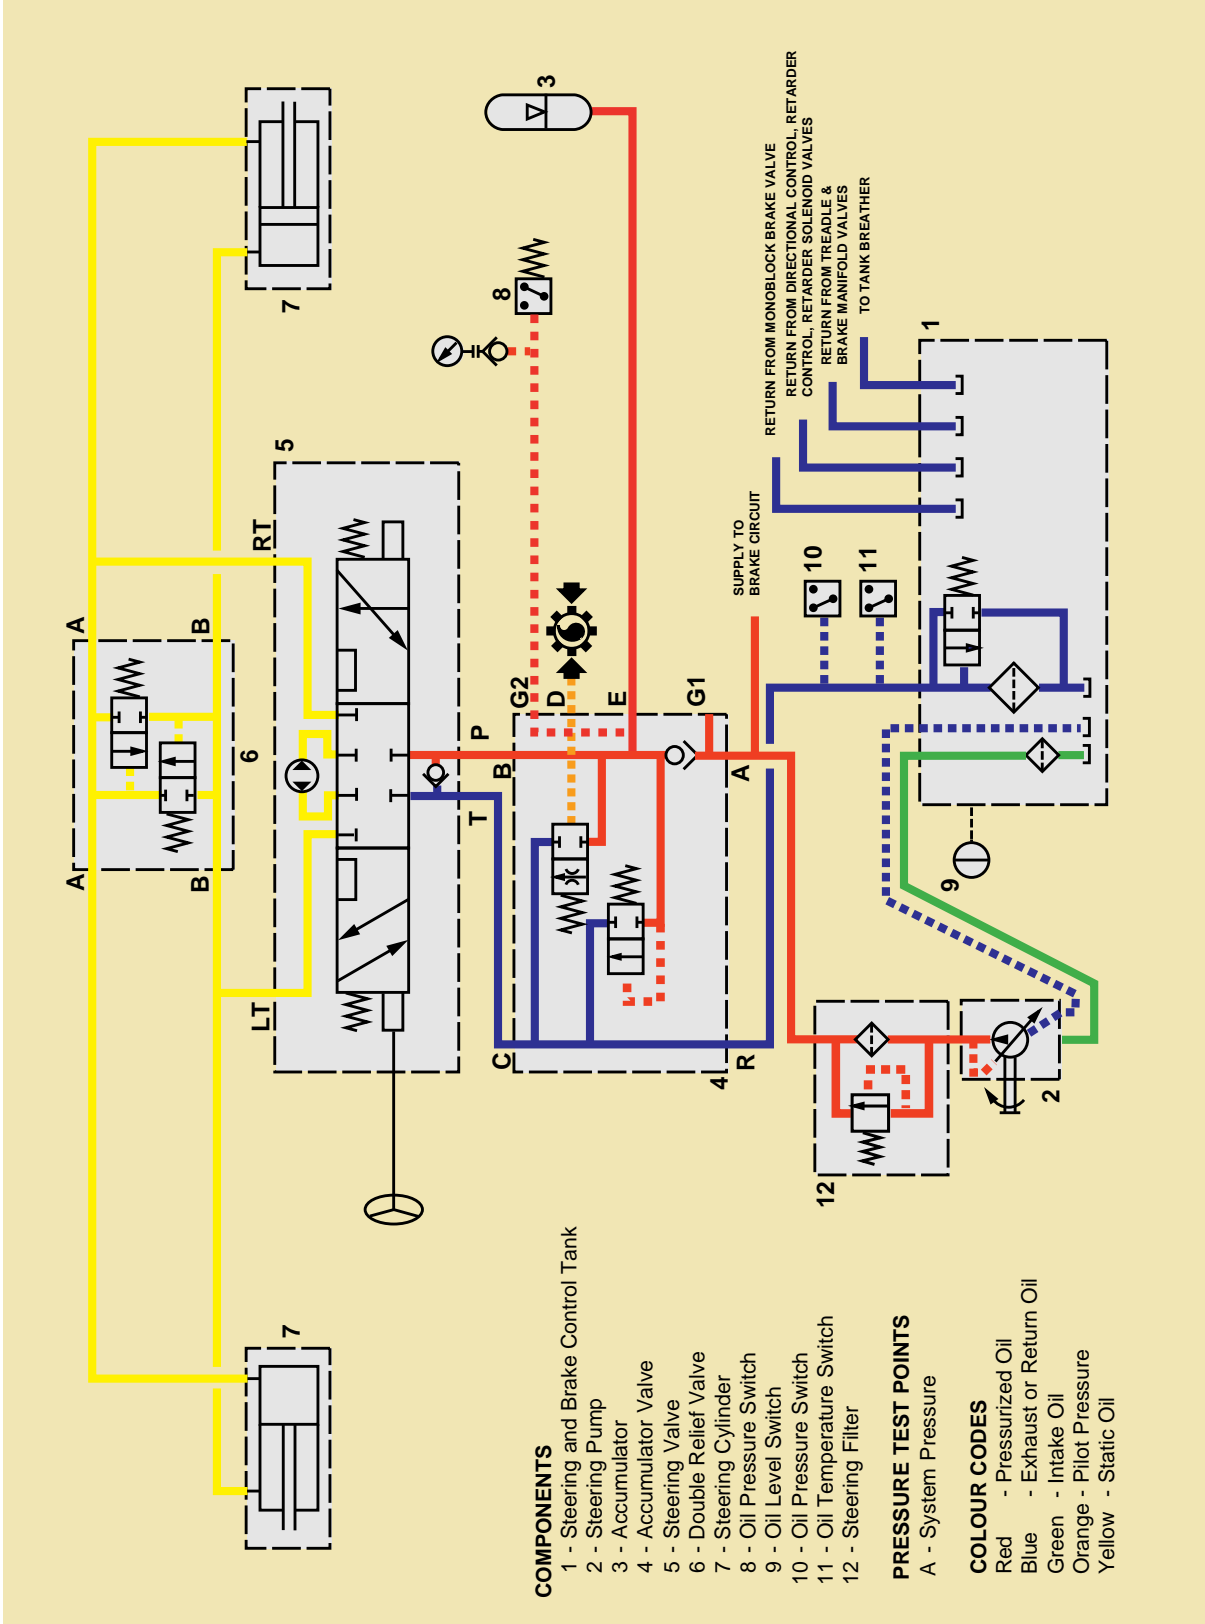 7
7
3
8
5
6
4
12
2
9
10
11
1
A
A
B
B
RT
LT
P
T
G2
D
E
B
G1
A
C
R
SUPPLY TO
BRAKE CIRCUIT
RETURN FROM MONOBLOCK BRAKE VALVE
RETURN FROM DIRECTIONAL CONTROL, RETARDER
CONTROL, RETARDER SOLENOID VALVES
RETURN FROM TREADLE &
BRAKE MANIFOLD VALVES
TO TANK BREATHER
COMPONENTS
1 - Steering and Brake Control Tank
2 - Steering Pump
3 - Accumulator
4 - Accumulator Valve
5 - Steering Valve
6 - Double Relief Valve
7 - Steering Cylinder
8 - Oil Pressure Switch
9 - Oil Level Switch
10 - Oil Pressure Switch
11 - Oil Temperature Switch
12 - Steering Filter
PRESSURE TEST POINTS
A - System Pressure
COLOUR CODES
Red - Pressurized Oil
Blue - Exhaust or Return Oil
Green - Intake Oil
Orange - Pilot Pressure
Yellow - Static Oil